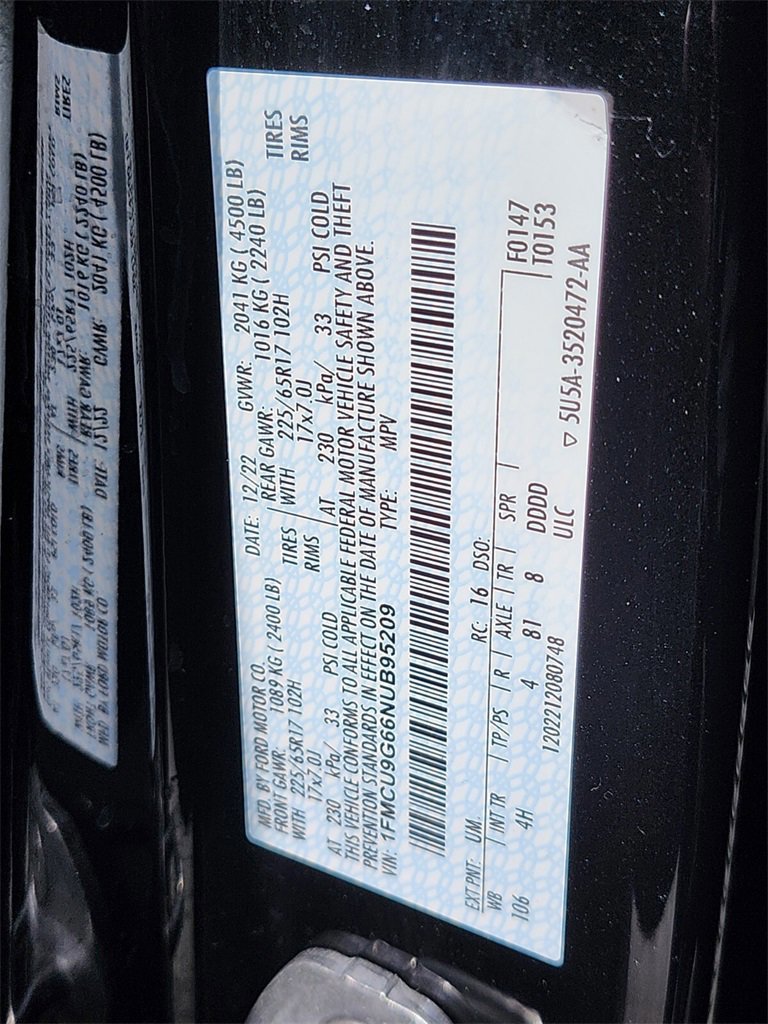 MFD. BY FORD MOTOR CO. DATE: 12/22 GVWR: 2041 KG ( 4500 LB)
FRONT GAWR: 1089 KG ( 2400 LB) REAR GAWR: 1016 KG ( 2240 LB)
WITH 225/65R17 102H TIRES WITH 225/65R17 102H TIRES
17x7.0J RIMS 17x7.0J RIMS
AT 230 kPa/ 33 PSI COLD AT 230 kPa/ 33 PSI COLD
THIS VEHICLE CONFORMS TO ALL APPLICABLE FEDERAL MOTOR VEHICLE SAFETY AND THEFT
PREVENTION STANDARDS IN EFFECT ON THE DATE OF MANUFACTURE SHOWN ABOVE.
VIN: 1FMCU9G66NUB95209 TYPE: MPV
EXT PNT: U.M. RC: 16 DSO: F0147
WB INT TR TP/PS R AXLE TR SPR T0153
106 4H 4 81 8 DDDD
1202212080748 ULC ▽ 5U5A-3520472-AA